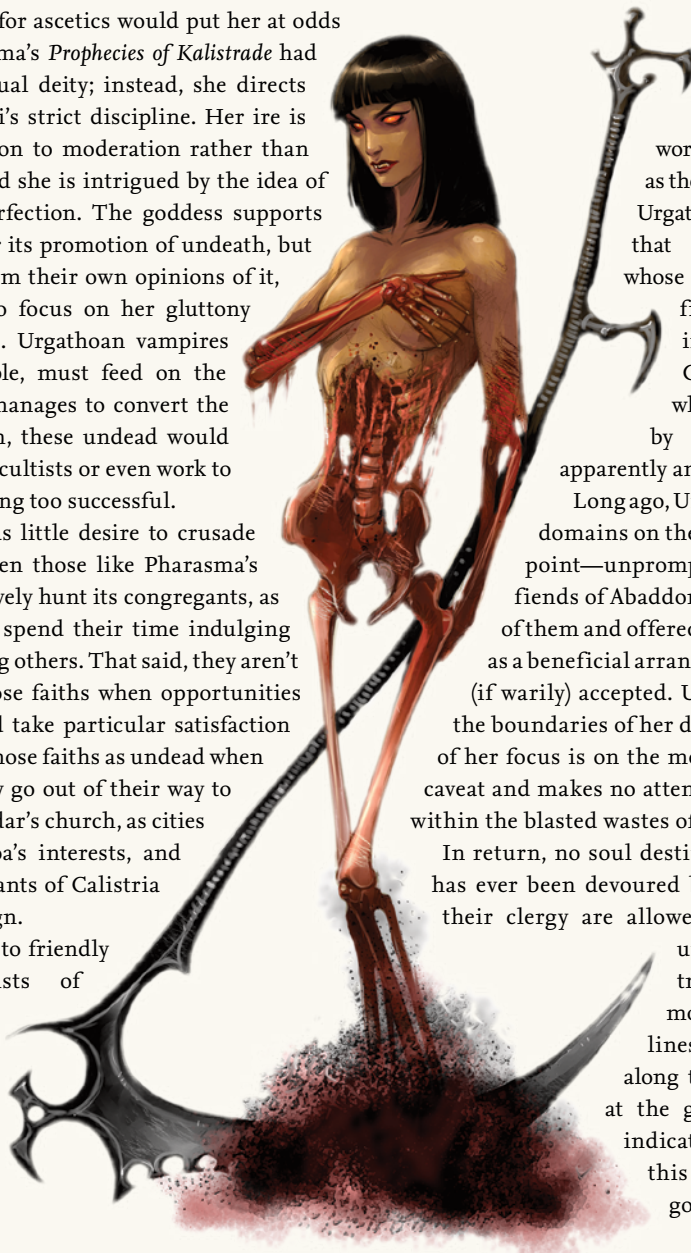 for ascetics would put her at odds
ma's Prophecies of Kalistrade had
ual deity; instead, she directs
i's strict discipline. Her ire is
on to moderation rather than
d she is intrigued by the idea of
rfection. The goddess supports
r its promotion of undeath, but
m their own opinions of it,
o focus on her gluttony
. Urgathoan vampires
ole, must feed on the
manages to convert the
n, these undead would
cultists or even work to
ng too successful.
s little desire to crusade
en those like Pharasma's
vely hunt its congregants, as
spend their time indulging
g others. That said, they aren't
ose faiths when opportunities
l take particular satisfaction
hose faiths as undead when
y go out of their way to
dar's church, as cities
pa's interests, and
ants of Calistria
gn.
to friendly
sts of
wor
as the
Urgat
that
whose
fi
i
G
wh
by
apparently ar
Long ago, U
domains on the
point—unpromp
fiends of Abaddon
of them and offered
as a beneficial arran
(if warily) accepted. U
the boundaries of her d
of her focus is on the mo
caveat and makes no atten
within the blasted wastes of
In return, no soul desti
has ever been devoured b
their clergy are allowe
u
tr
mo
lines
along t
at the g
indicat
this
go